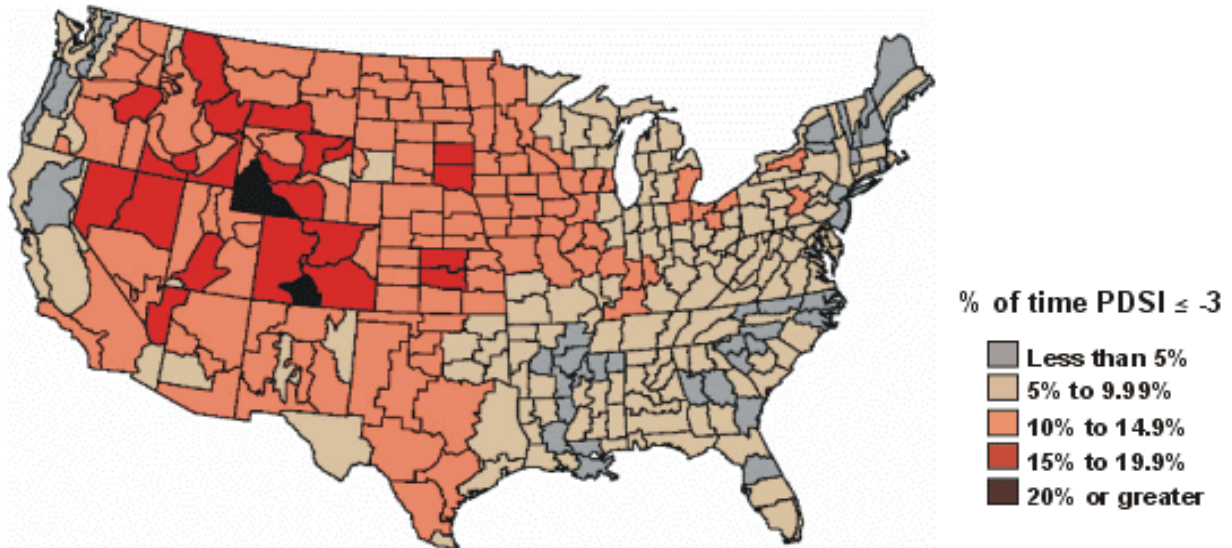 % of time PDSI ≤ -3
Less than 5%
5% to 9.99%
10% to 14.9%
15% to 19.9%
20% or greater